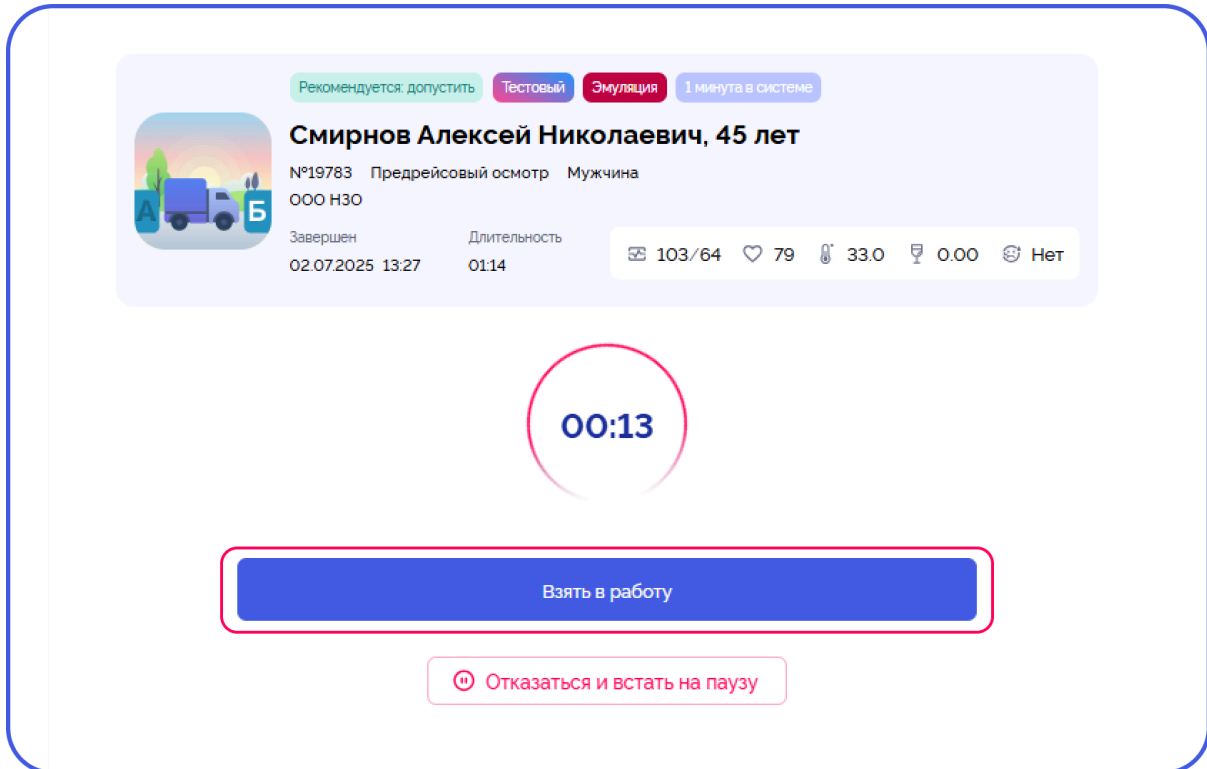 Рекомендуется: допустить Тестовый Эмуляция 1 минута в системе
Смирнов Алексей Николаевич, 45 лет
№19783 Предрейсовый осмотр Мужчина
ООО НЗО
А Б
Завершен Длительность
02.07.2025 13:27 01:14
103/64 79 33.0 0.00 Нет
00:13
Взять в работу
Отказаться и встать на паузу